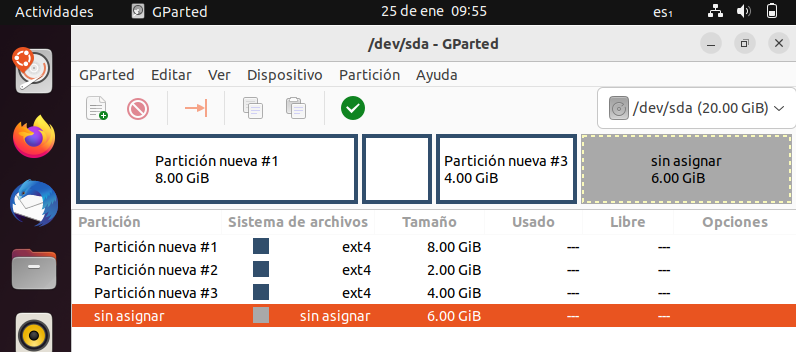 Actividades GParted 25 de ene 09:55 es₁
/dev/sda - GParted
GParted Editar Ver Dispositivo Partición Ayuda
/dev/sda (20.00 GiB)
Partición nueva #1
8.00 GiB
Partición nueva #3
4.00 GiB
sin asignar
6.00 GiB
Partición Sistema de archivos Tamaño Usado Libre Opciones
Partición nueva #1 ext4 8.00 GiB --- ---
Partición nueva #2 ext4 2.00 GiB --- ---
Partición nueva #3 ext4 4.00 GiB --- ---
sin asignar sin asignar 6.00 GiB --- ---